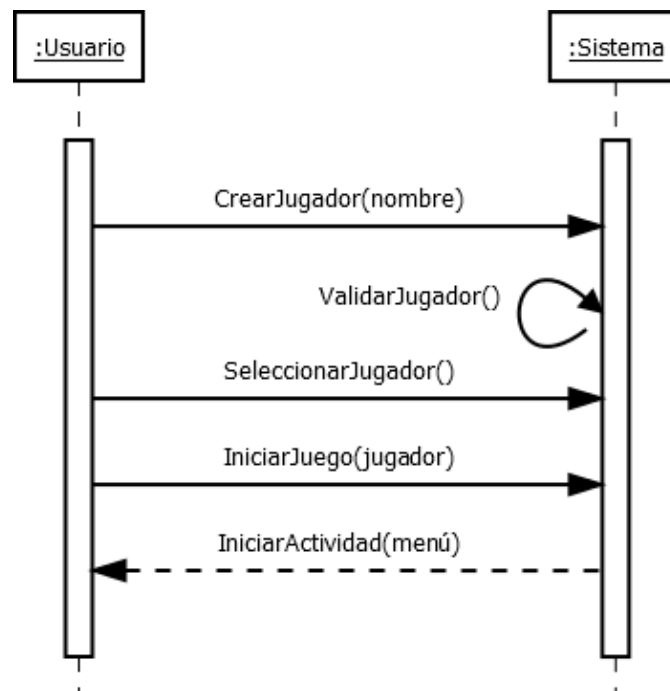 :Usuario
:Sistema
CrearJugador(nombre)
ValidarJugador()
SeleccionarJugador()
IniciarJuego(jugador)
IniciarActividad(menú)